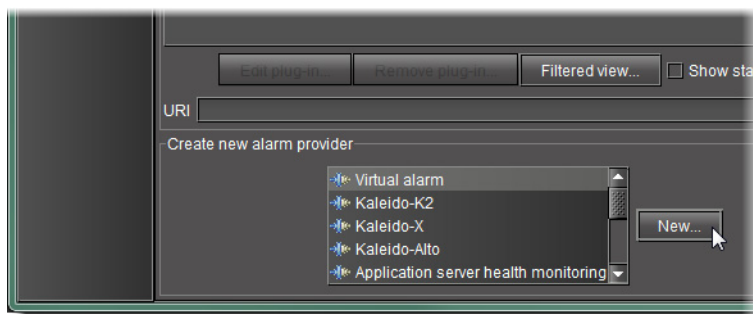 Edit plug-in... Remove plug-in... Filtered view... Show sta
URI
Create new alarm provider
Virtual alarm
Kaleido-K2
Kaleido-X
New...
Kaleido-Alto
Application server health monitoring